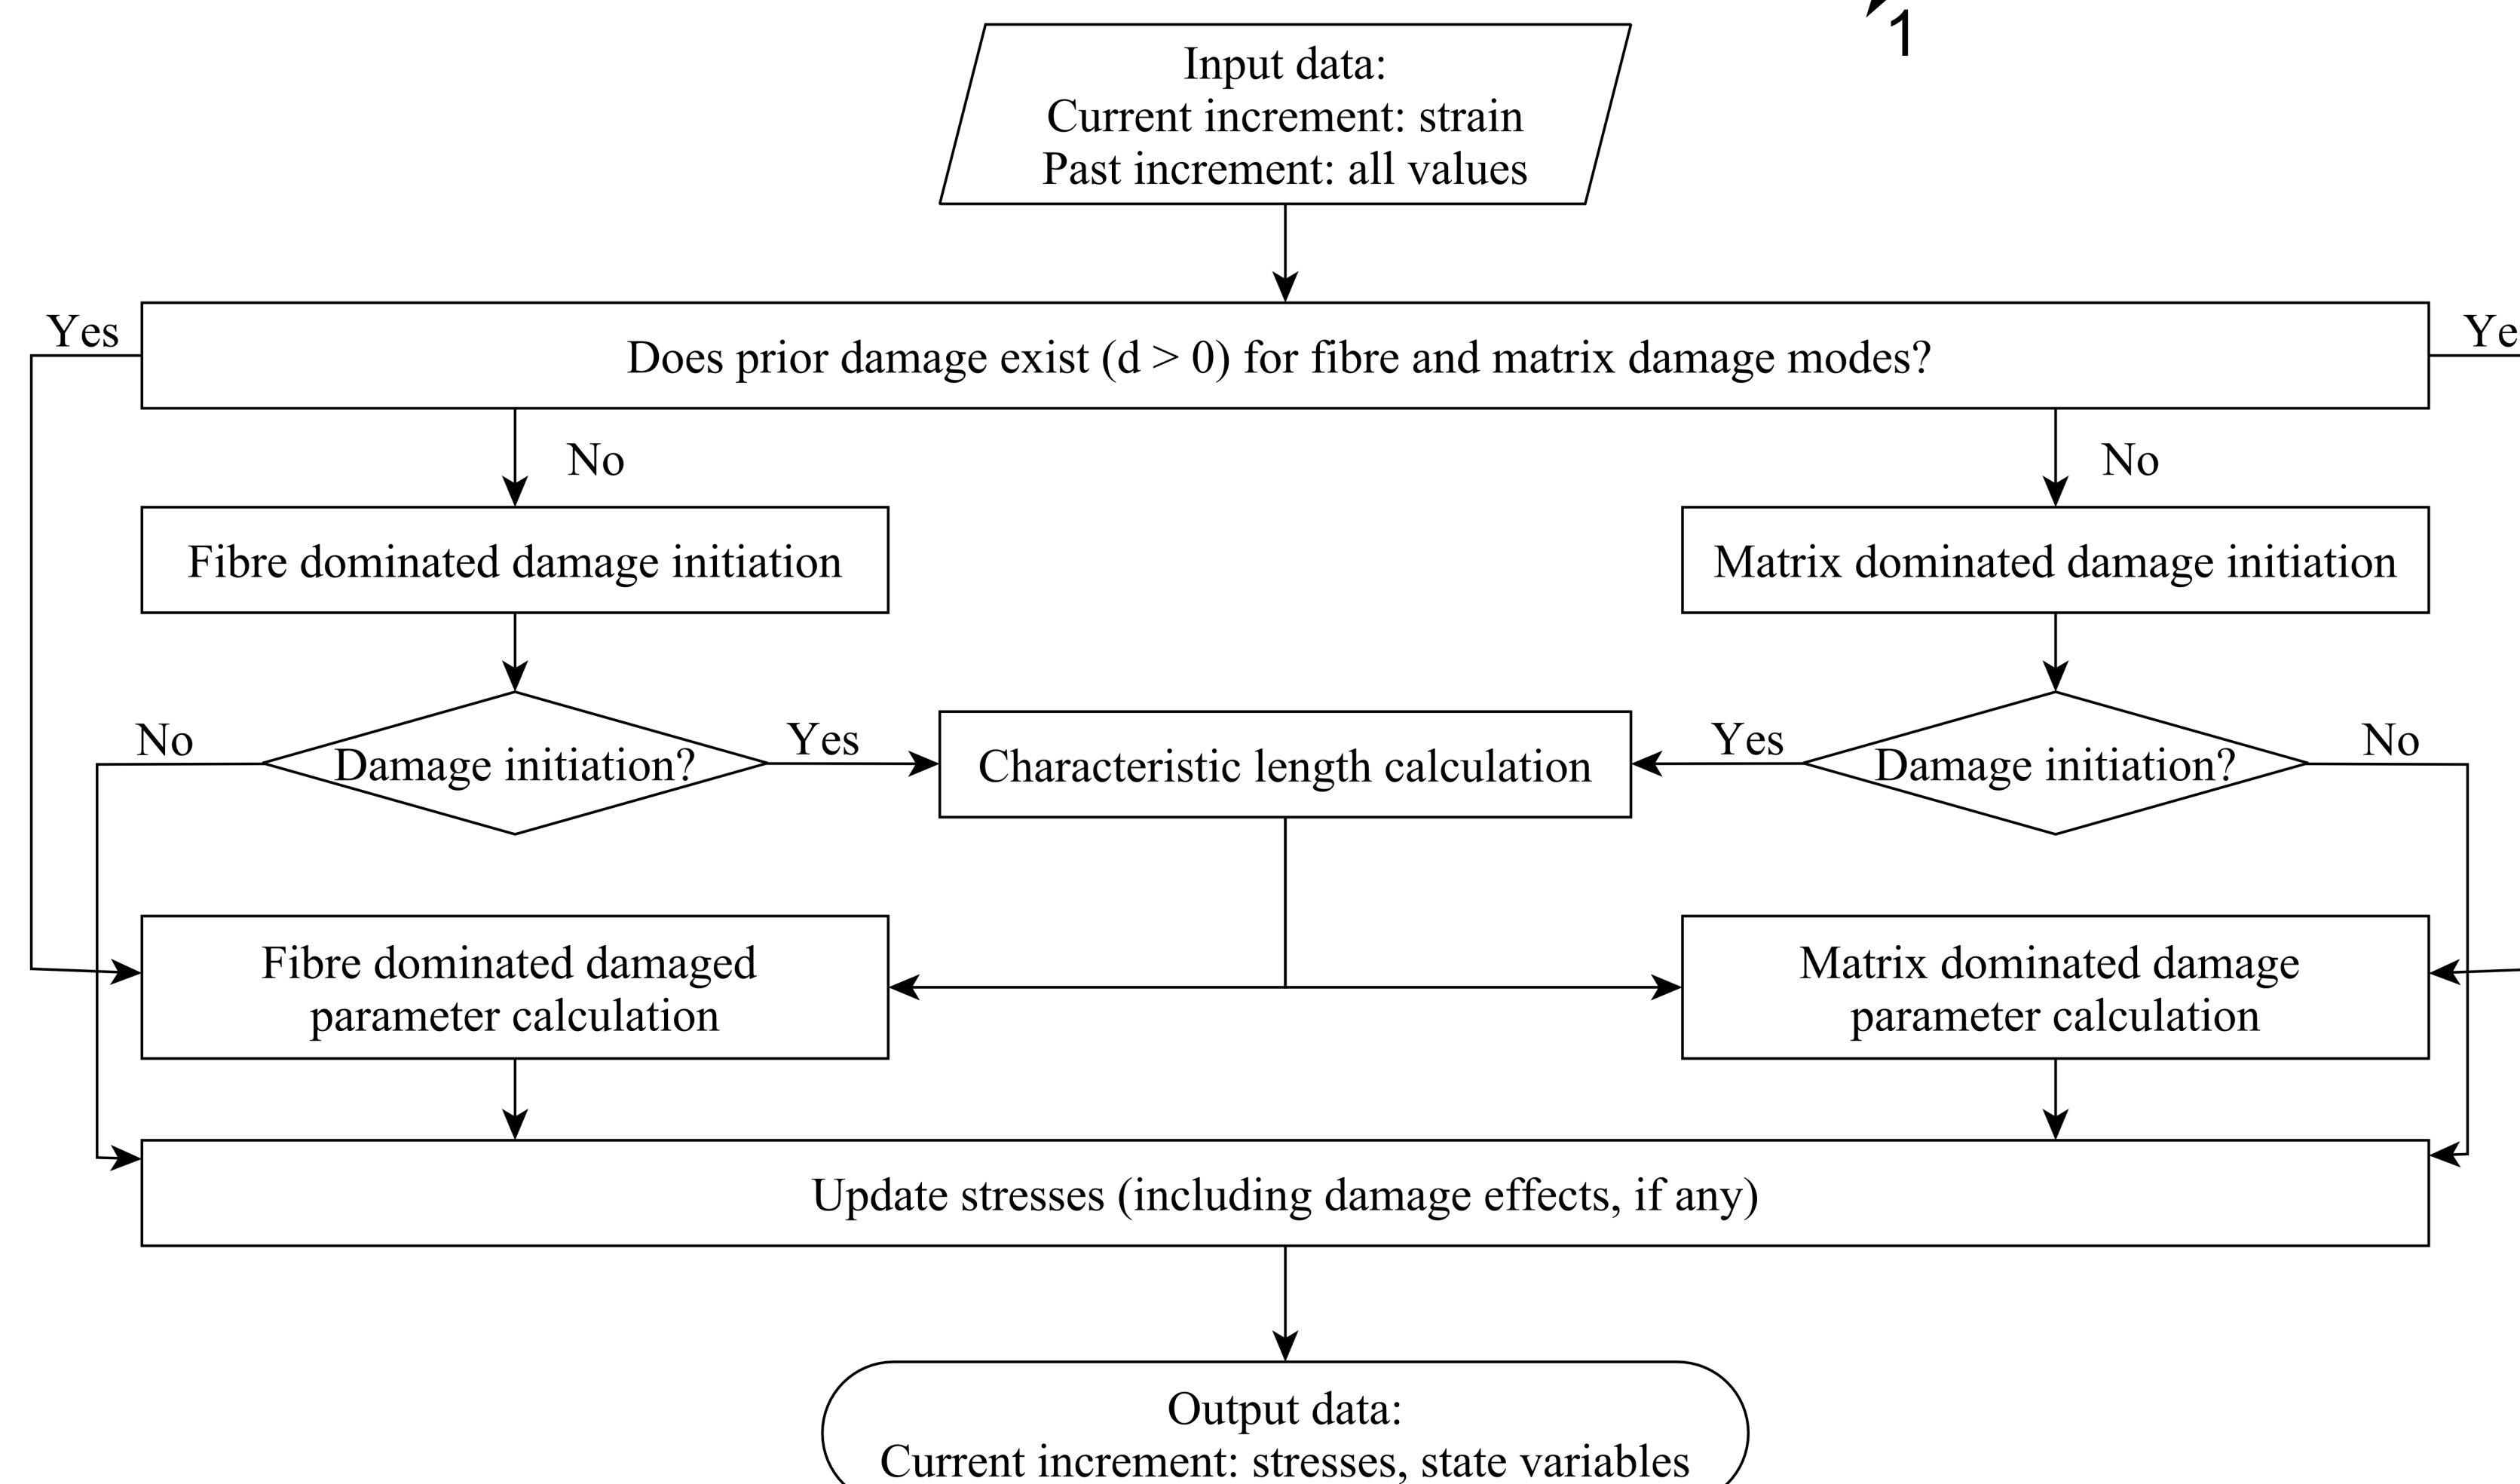 1
Input data:
Current increment: strain
Past increment: all values
Yes
Does prior damage exist (d > 0) for fibre and matrix damage modes?
Ye
No
No
Fibre dominated damage initiation
Matrix dominated damage initiation
No
Damage initiation?
Yes
Characteristic length calculation
Yes
Damage initiation?
No
Fibre dominated damaged
parameter calculation
Matrix dominated damage
parameter calculation
Update stresses (including damage effects, if any)
Output data:
Current increment: stresses, state variables